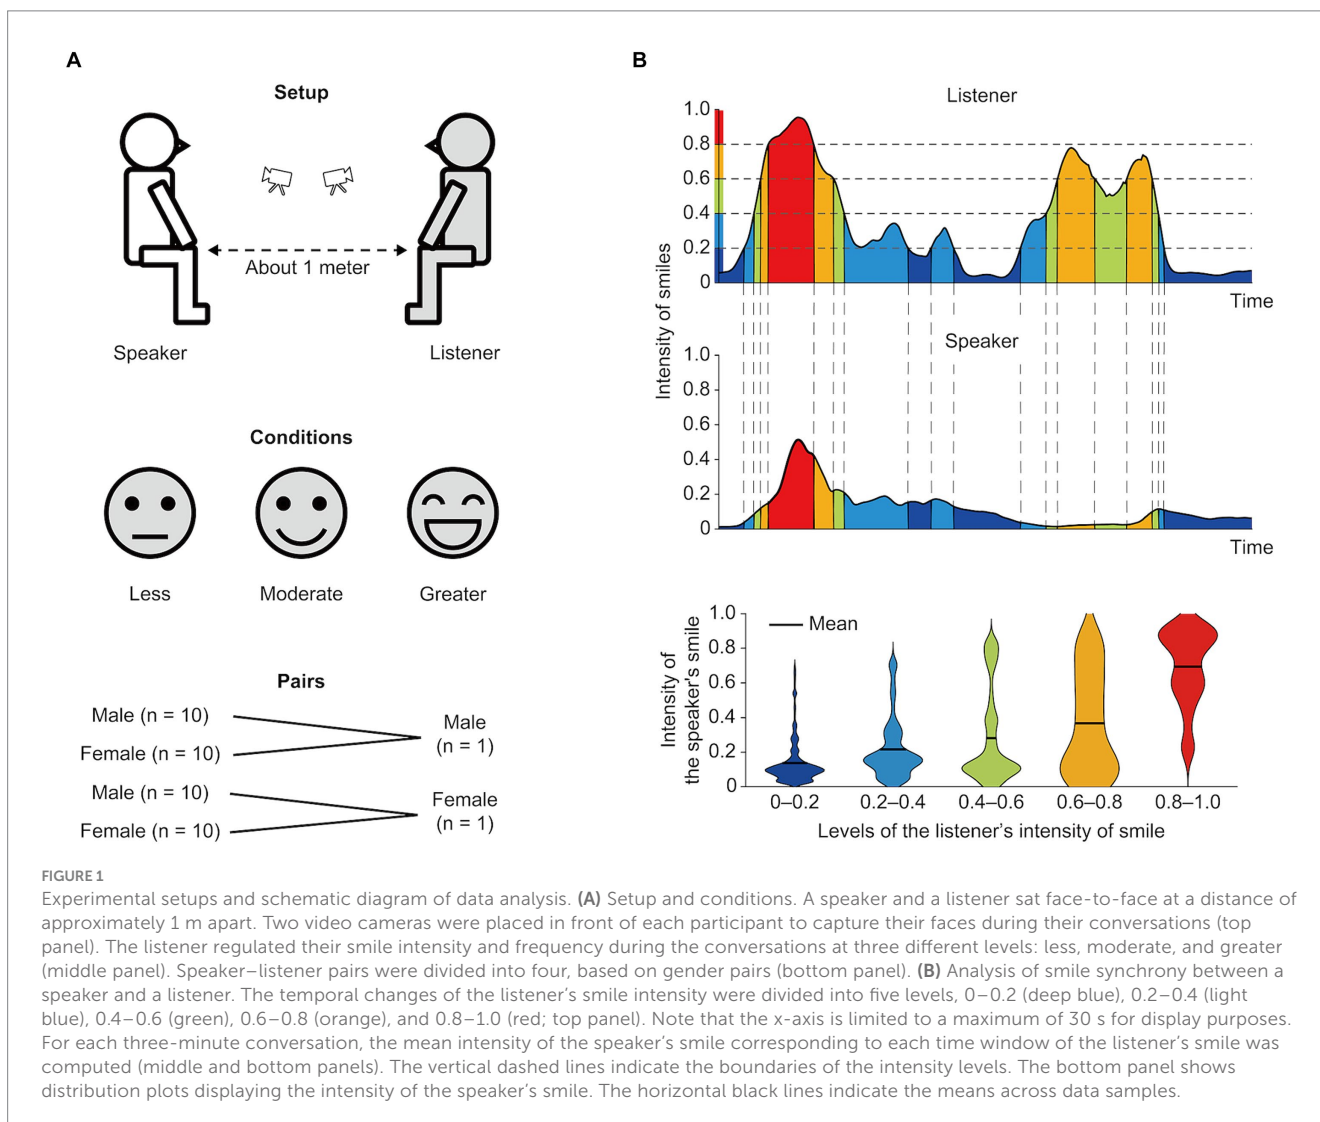 A
Setup
About 1 meter
Speaker
Listener
Conditions
Less
Moderate
Greater
Pairs
Male (n = 10)
Female (n = 10)
Male
(n = 1)
Male (n = 10)
Female (n = 10)
Female
(n = 1)
B
Listener
Intensity of smiles
1.0
0.8
0.6
0.4
0.2
0
Time
Speaker
1.0
0.8
0.6
0.4
0.2
0
Time
Intensity of
the speaker's smile
1.0
0.8
0.6
0.4
0.2
0
Mean
0–0.2
0.2–0.4
0.4–0.6
0.6–0.8
0.8–1.0
Levels of the listener's intensity of smile
FIGURE 1
Experimental setups and schematic diagram of data analysis. (A) Setup and conditions. A speaker and a listener sat face-to-face at a distance of
approximately 1 m apart. Two video cameras were placed in front of each participant to capture their faces during their conversations (top
panel). The listener regulated their smile intensity and frequency during the conversations at three different levels: less, moderate, and greater
(middle panel). Speaker–listener pairs were divided into four, based on gender pairs (bottom panel). (B) Analysis of smile synchrony between a
speaker and a listener. The temporal changes of the listener's smile intensity were divided into five levels, 0–0.2 (deep blue), 0.2–0.4 (light
blue), 0.4–0.6 (green), 0.6–0.8 (orange), and 0.8–1.0 (red; top panel). Note that the x-axis is limited to a maximum of 30 s for display purposes.
For each three-minute conversation, the mean intensity of the speaker's smile corresponding to each time window of the listener's smile was
computed (middle and bottom panels). The vertical dashed lines indicate the boundaries of the intensity levels. The bottom panel shows
distribution plots displaying the intensity of the speaker's smile. The horizontal black lines indicate the means across data samples.